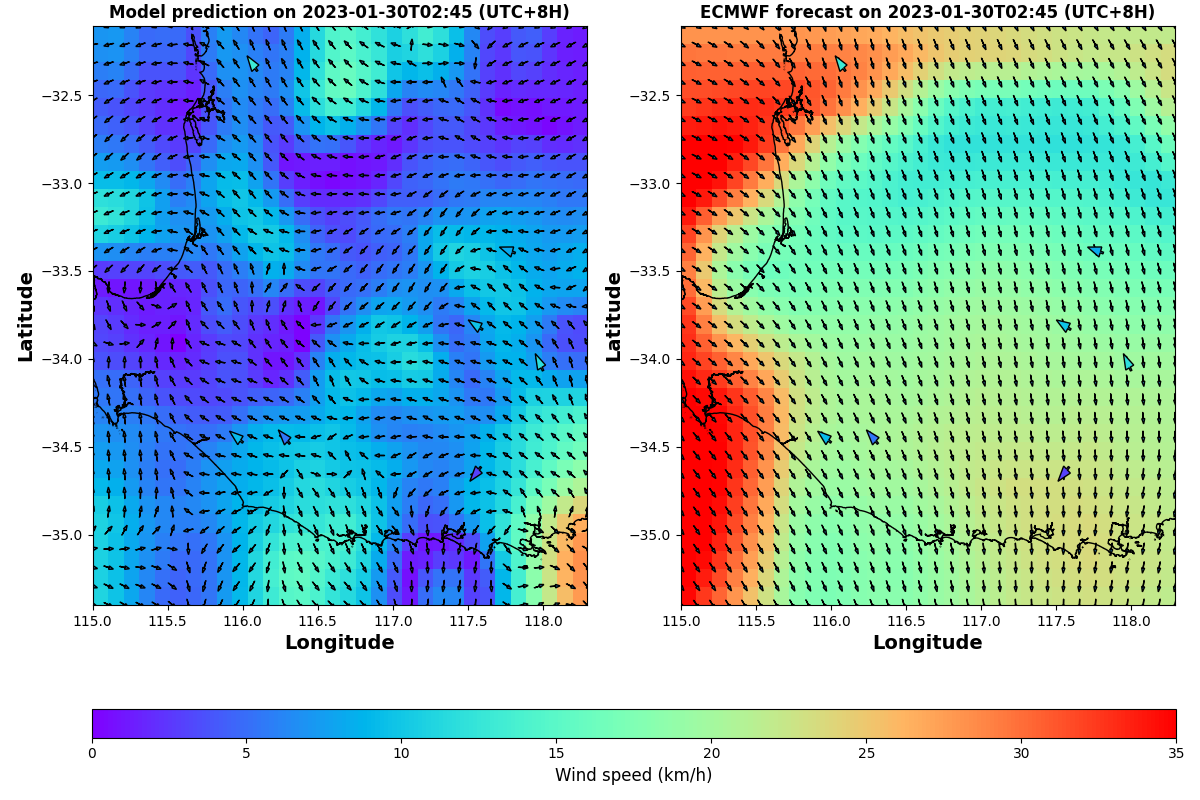 Model prediction on 2023-01-30T02:45 (UTC+8H)
ECMWF forecast on 2023-01-30T02:45 (UTC+8H)
Latitude
−32.5
−33.0
−33.5
−34.0
−34.5
−35.0
115.0 115.5 116.0 116.5 117.0 117.5 118.0
Longitude
Latitude
−32.5
−33.0
−33.5
−34.0
−34.5
−35.0
115.0 115.5 116.0 116.5 117.0 117.5 118.0
Longitude
0 5 10 15 20 25 30 35
Wind speed (km/h)